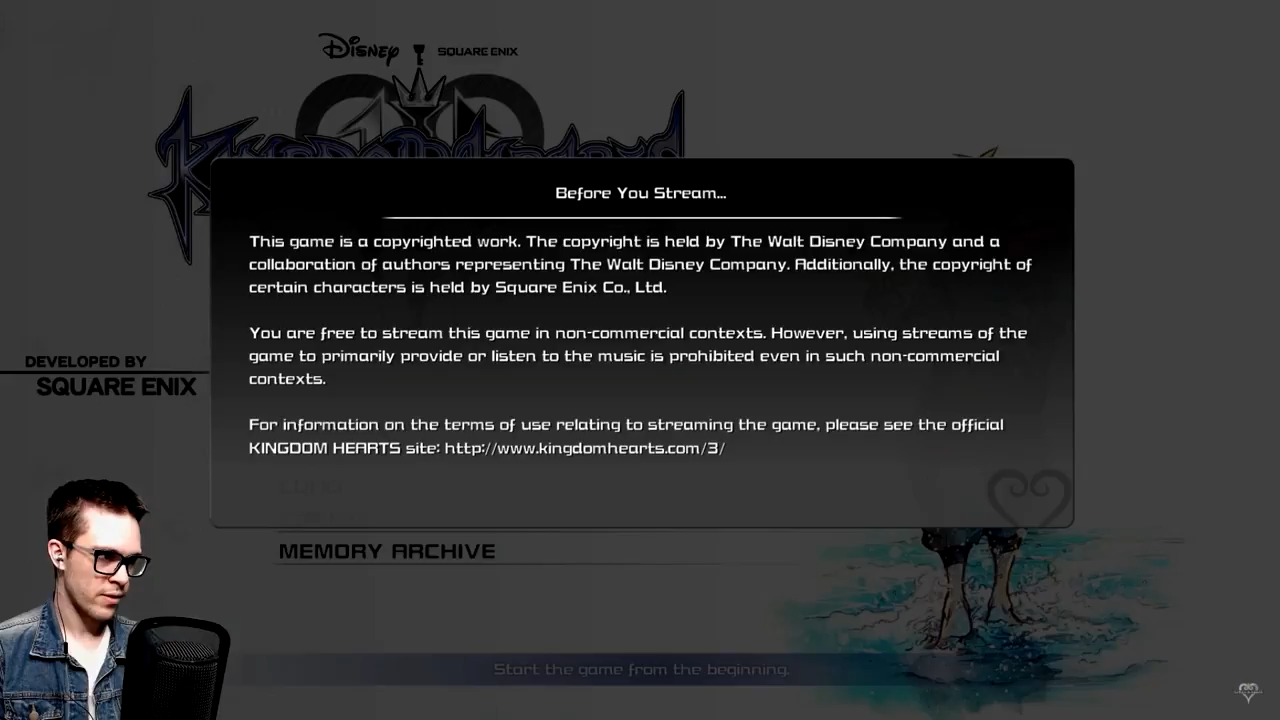 Disney SQUARE ENIX
KINGDOM HEARTS
Before You Stream...
This game is a copyrighted work. The copyright is held by The Walt Disney Company and a
collaboration of authors representing The Walt Disney Company. Additionally, the copyright of
certain characters is held by Square Enix Co., Ltd.
You are free to stream this game in non-commercial contexts. However, using streams of the
game to primarily provide or listen to the music is prohibited even in such non-commercial
contexts.
For information on the terms of use relating to streaming the game, please see the official
KINGDOM HEARTS site: http://www.kingdomhearts.com/3/
DEVELOPED BY
SQUARE ENIX
MEMORY ARCHIVE
Start the game from the beginning.